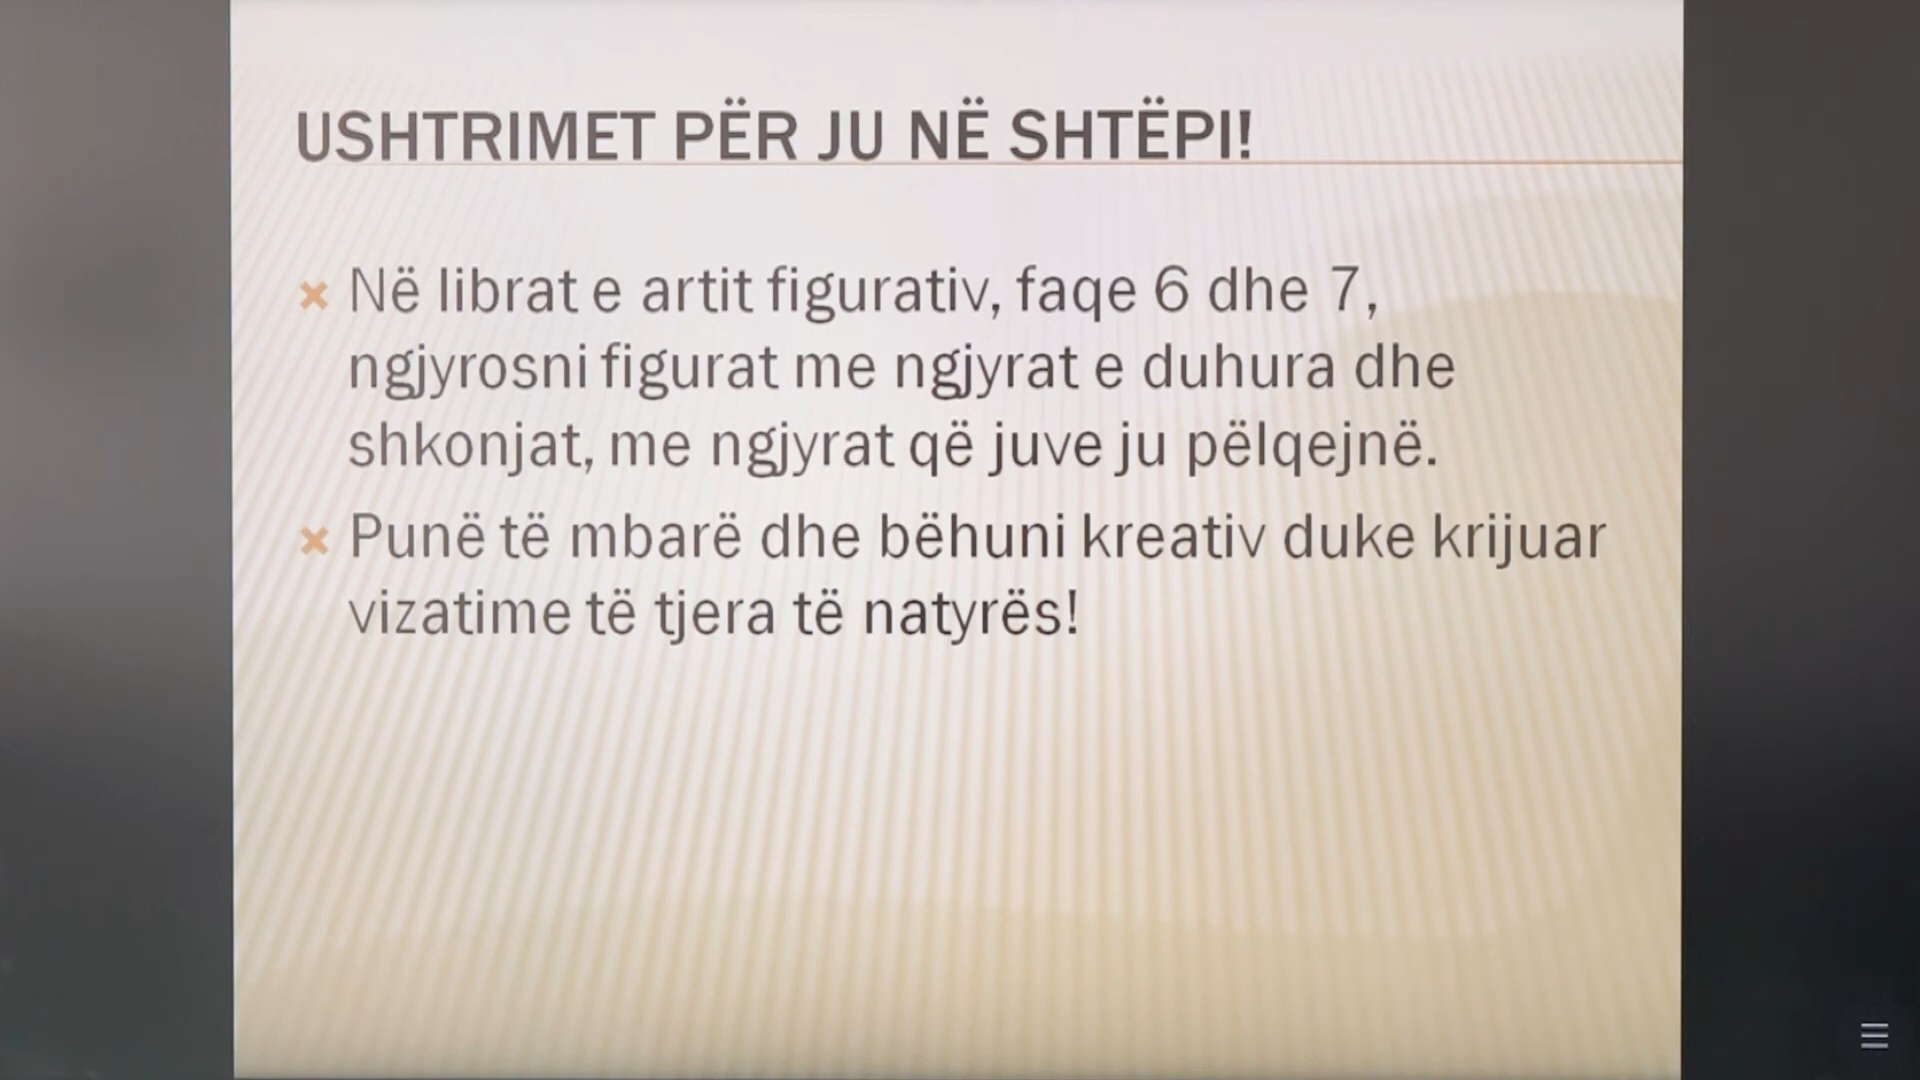 USHTRIMET PËR JU NË SHTËPI!
Në librat e artit figurativ, faqe 6 dhe 7,
ngjyrosni figurat me ngjyrat e duhura dhe
shkonjat, me ngjyrat që juve ju pëlqejnë.
Punë të mbarë dhe bëhuni kreativ duke krijuar
vizatime të tjera të natyrës!